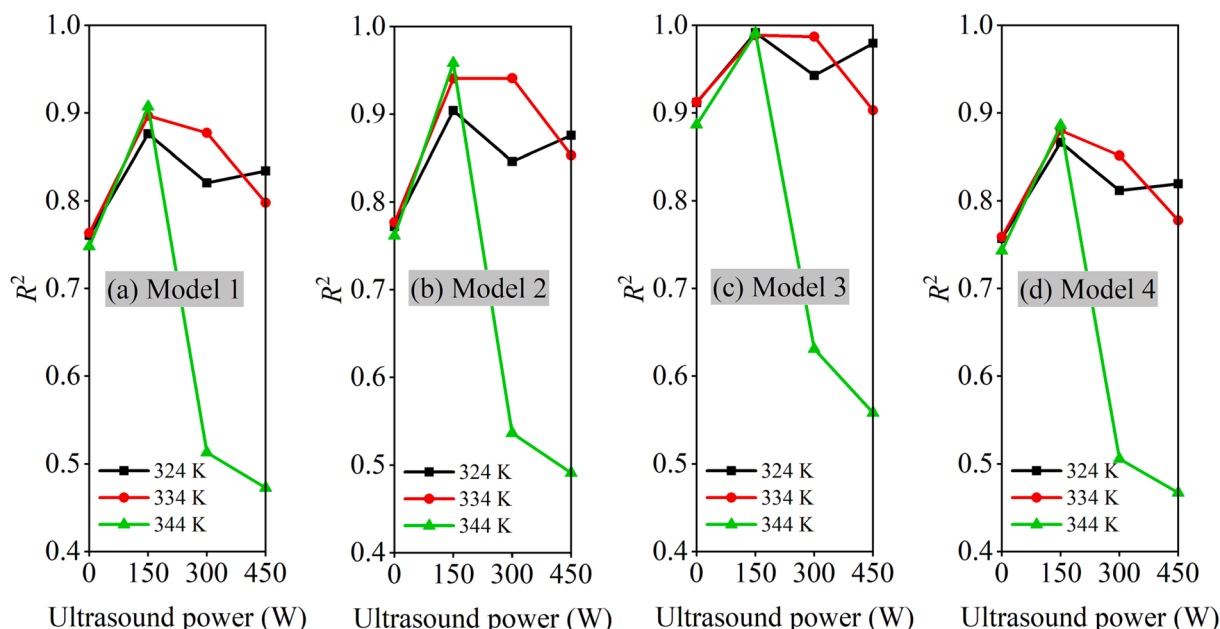 1.0
0.9
0.8
0.7
0.6
0.5
0.4
R²
(a) Model 1
324 K
334 K
344 K
0 150 300 450
Ultrasound power (W)
1.0
0.9
0.8
0.7
0.6
0.5
0.4
R²
(b) Model 2
324 K
334 K
344 K
0 150 300 450
Ultrasound power (W)
1.0
0.9
0.8
0.7
0.6
0.5
0.4
R²
(c) Model 3
324 K
334 K
344 K
0 150 300 450
Ultrasound power (W)
1.0
0.9
0.8
0.7
0.6
0.5
0.4
R²
(d) Model 4
324 K
334 K
344 K
0 150 300 450
Ultrasound power (W)